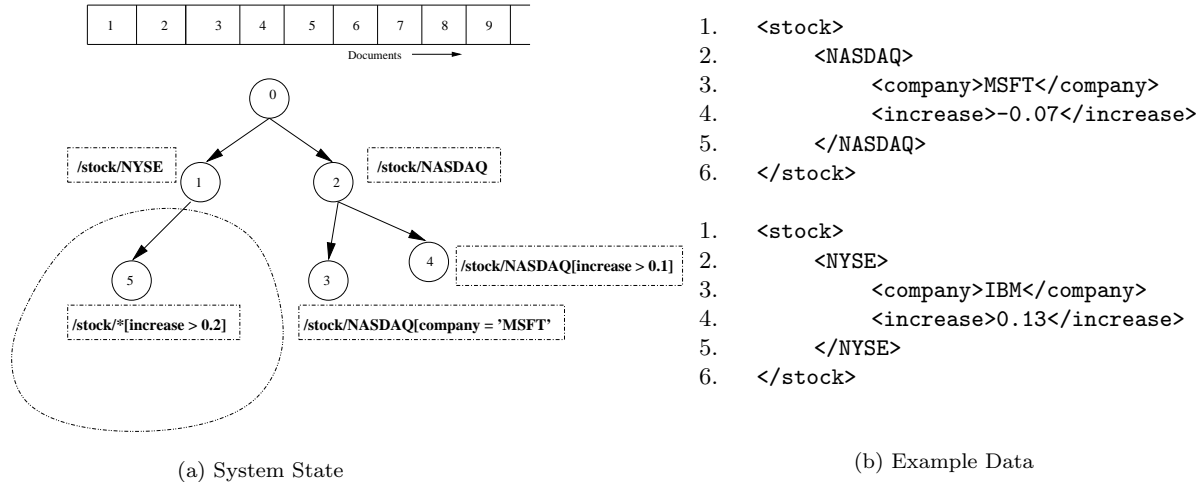 1 2 3 4 5 6 7 8 9
Documents
0
/stock/NYSE
1
2
/stock/NASDAQ
5
3
4
/stock/NASDAQ[increase > 0.1]
/stock/*[increase > 0.2]
/stock/NASDAQ[company = ’MSFT’
(a) System State
1. <stock>
2. <NASDAQ>
3. <company>MSFT</company>
4. <increase>-0.07</increase>
5. </NASDAQ>
6. </stock>
1. <stock>
2. <NYSE>
3. <company>IBM</company>
4. <increase>0.13</increase>
5. </NYSE>
6. </stock>
(b) Example Data